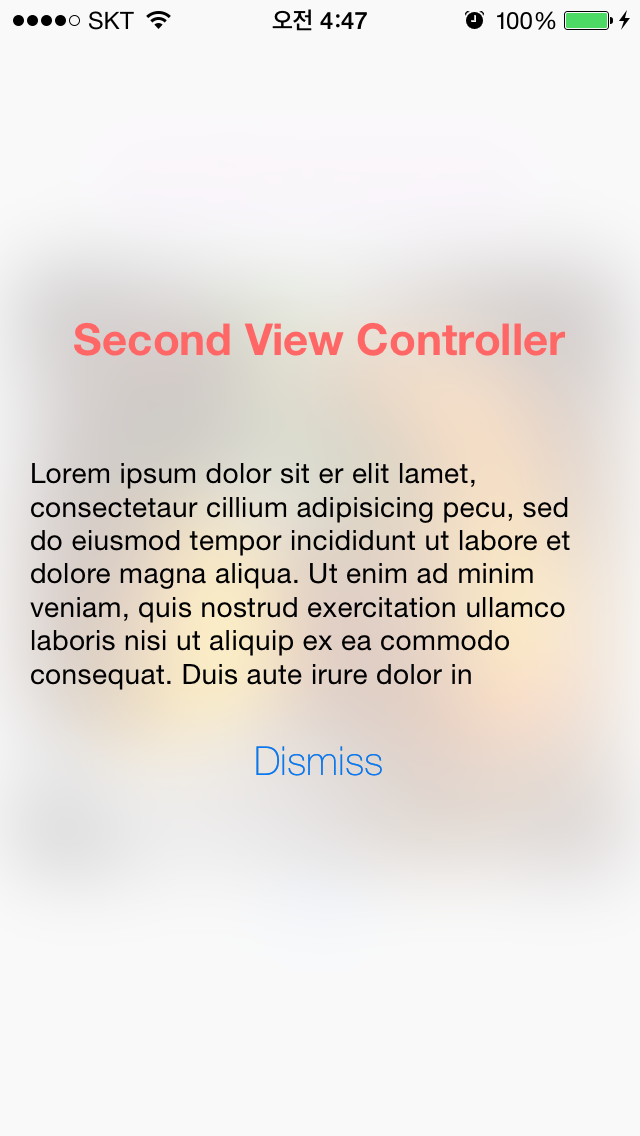 SKT 오전 4:47 100%
Second View Controller
Lorem ipsum dolor sit er elit lamet,
consectetaur cillium adipisicing pecu, sed
do eiusmod tempor incididunt ut labore et
dolore magna aliqua. Ut enim ad minim
veniam, quis nostrud exercitation ullamco
laboris nisi ut aliquip ex ea commodo
consequat. Duis aute irure dolor in
Dismiss